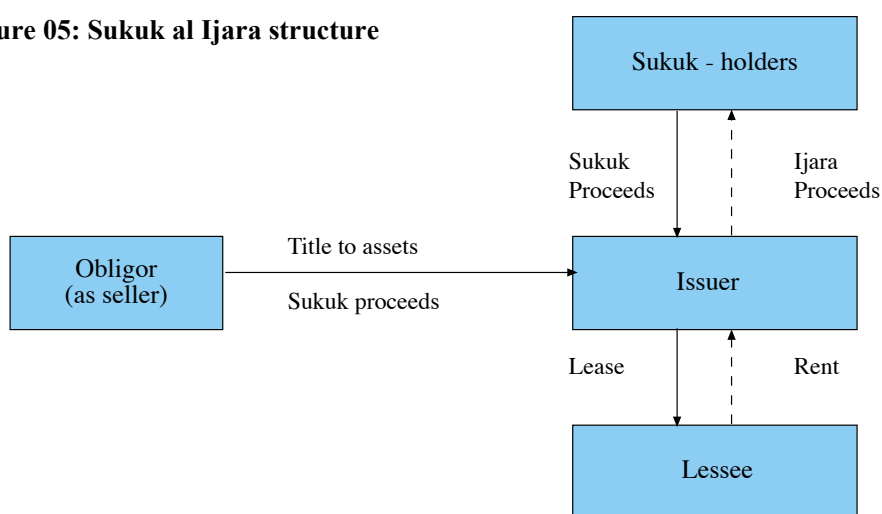 ure 05: Sukuk al Ijara structure
Sukuk - holders
Sukuk
Proceeds
Ijara
Proceeds
Obligor
(as seller)
Title to assets
Sukuk proceeds
Issuer
Lease
Rent
Lessee